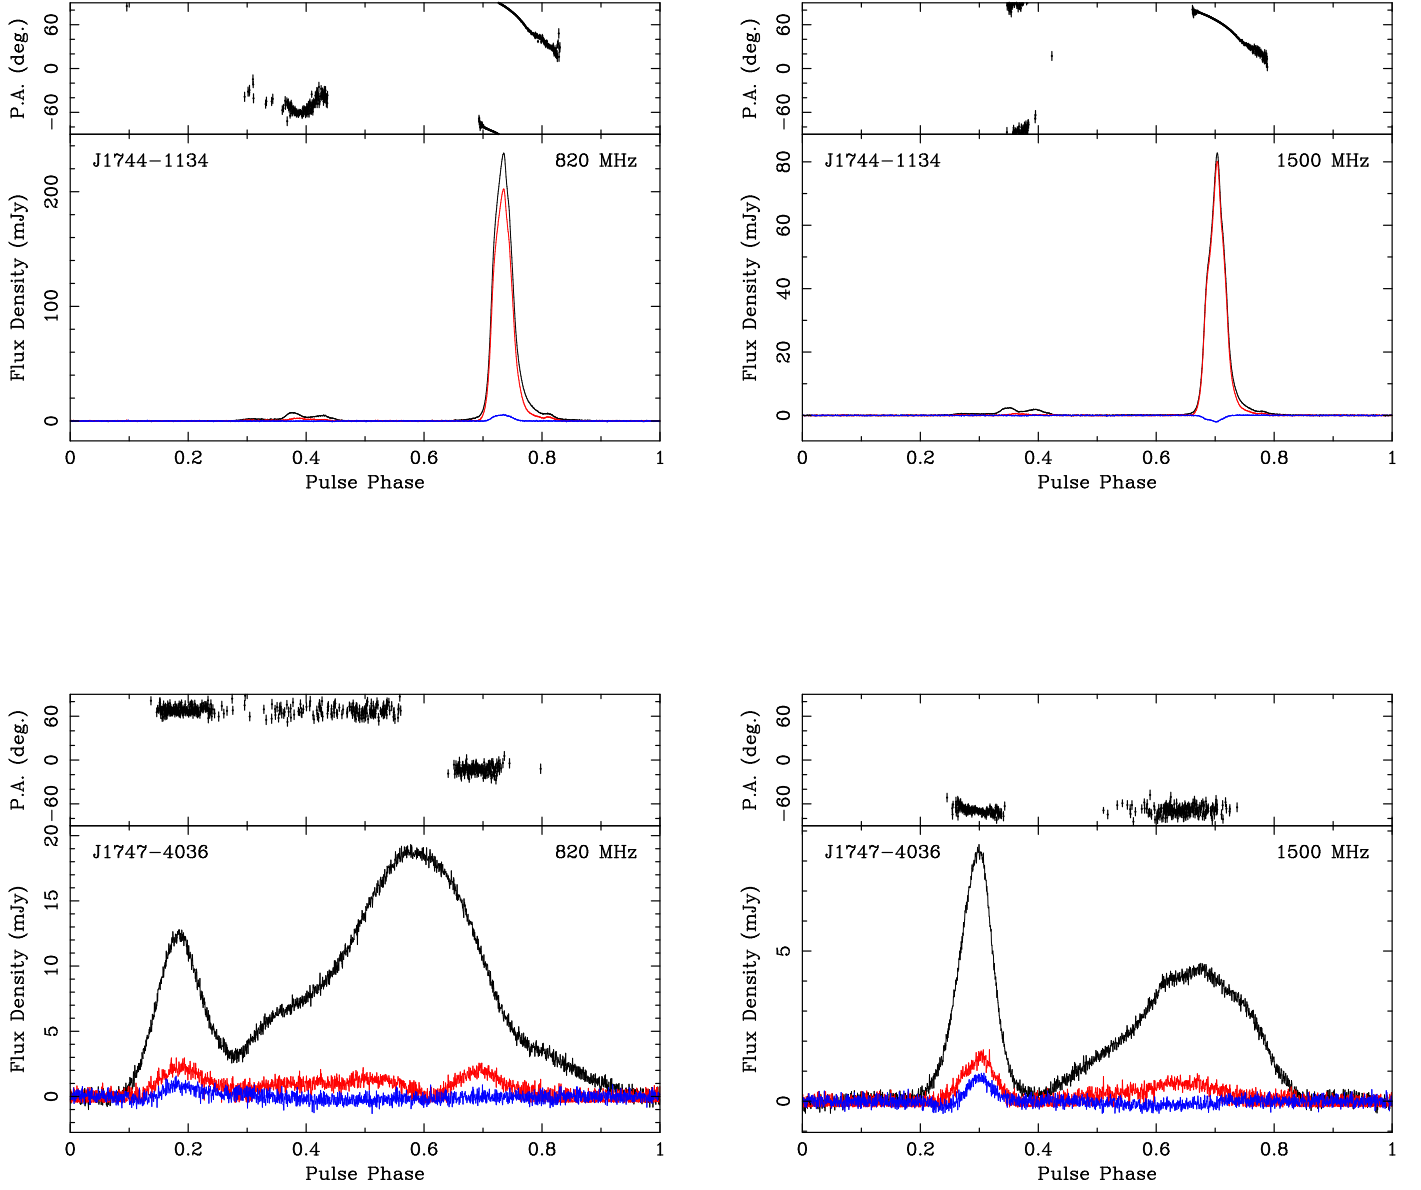 P.A. (deg.)
−60 0 60
J1744−1134 820 MHz
Flux Density (mJy)
0 100 200
0 0.2 0.4 0.6 0.8 1
Pulse Phase
P.A. (deg.)
−60 0 60
J1744−1134 1500 MHz
Flux Density (mJy)
0 20 40 60 80
0 0.2 0.4 0.6 0.8 1
Pulse Phase
P.A. (deg.)
−60 0 60
J1747−4036 820 MHz
Flux Density (mJy)
0 5 10 15 20
0 0.2 0.4 0.6 0.8 1
Pulse Phase
P.A. (deg.)
−60 0 60
J1747−4036 1500 MHz
Flux Density (mJy)
0 5
0 0.2 0.4 0.6 0.8 1
Pulse Phase